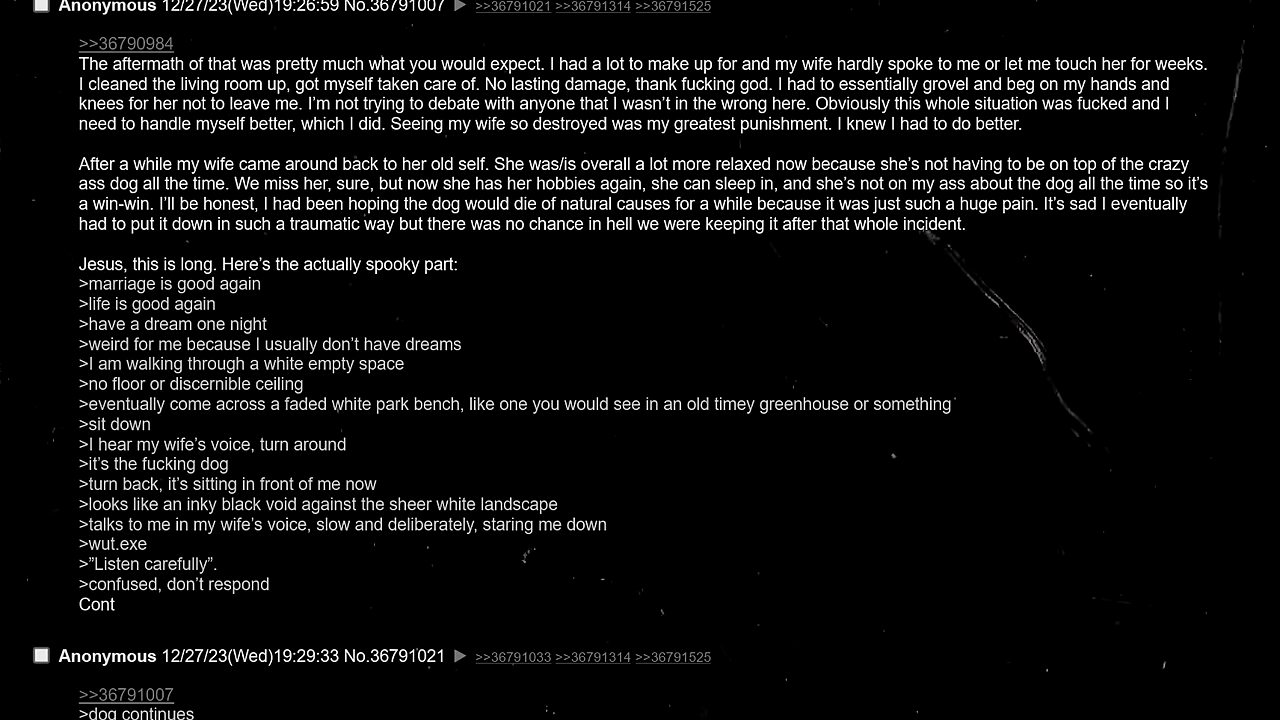 Anonymous 12/27/23(Wed)19:26:59 No.36791007 ▶ >>36791021 >>36791314 >>36791525
>>36790984
The aftermath of that was pretty much what you would expect. I had a lot to make up for and my wife hardly spoke to me or let me touch her for weeks.
I cleaned the living room up, got myself taken care of. No lasting damage, thank fucking god. I had to essentially grovel and beg on my hands and
knees for her not to leave me. I'm not trying to debate with anyone that I wasn't in the wrong here. Obviously this whole situation was fucked and I
need to handle myself better, which I did. Seeing my wife so destroyed was my greatest punishment. I knew I had to do better.
After a while my wife came around back to her old self. She was/is overall a lot more relaxed now because she's not having to be on top of the crazy
ass dog all the time. We miss her, sure, but now she has her hobbies again, she can sleep in, and she's not on my ass about the dog all the time so it's
a win-win. I'll be honest, I had been hoping the dog would die of natural causes for a while because it was just such a huge pain. It's sad I eventually
had to put it down in such a traumatic way but there was no chance in hell we were keeping it after that whole incident.
Jesus, this is long. Here's the actually spooky part:
>marriage is good again
>life is good again
>have a dream one night
>weird for me because I usually don't have dreams
>I am walking through a white empty space
>no floor or discernible ceiling
>eventually come across a faded white park bench, like one you would see in an old timey greenhouse or something
>sit down
>I hear my wife's voice, turn around
>it's the fucking dog
>turn back, it's sitting in front of me now
>looks like an inky black void against the sheer white landscape
>talks to me in my wife's voice, slow and deliberately, staring me down
>wut.exe
>”Listen carefully”.
>confused, don't respond
Cont
Anonymous 12/27/23(Wed)19:29:33 No.36791021 ▶ >>36791033 >>36791314 >>36791525
>>36791007
>dog continues